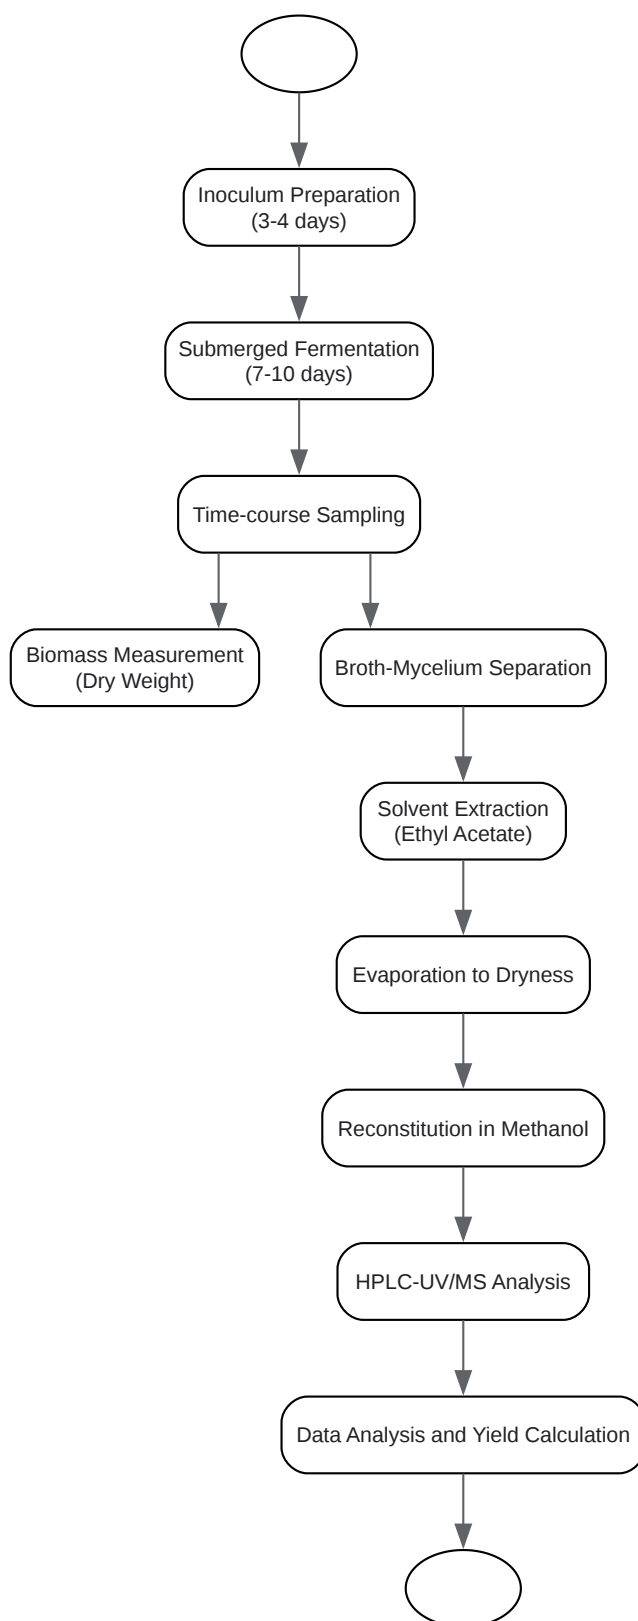 Inoculum Preparation
(3-4 days)
Submerged Fermentation
(7-10 days)
Time-course Sampling
Biomass Measurement
(Dry Weight)
Broth-Mycelium Separation
Solvent Extraction
(Ethyl Acetate)
Evaporation to Dryness
Reconstitution in Methanol
HPLC-UV/MS Analysis
Data Analysis and Yield Calculation